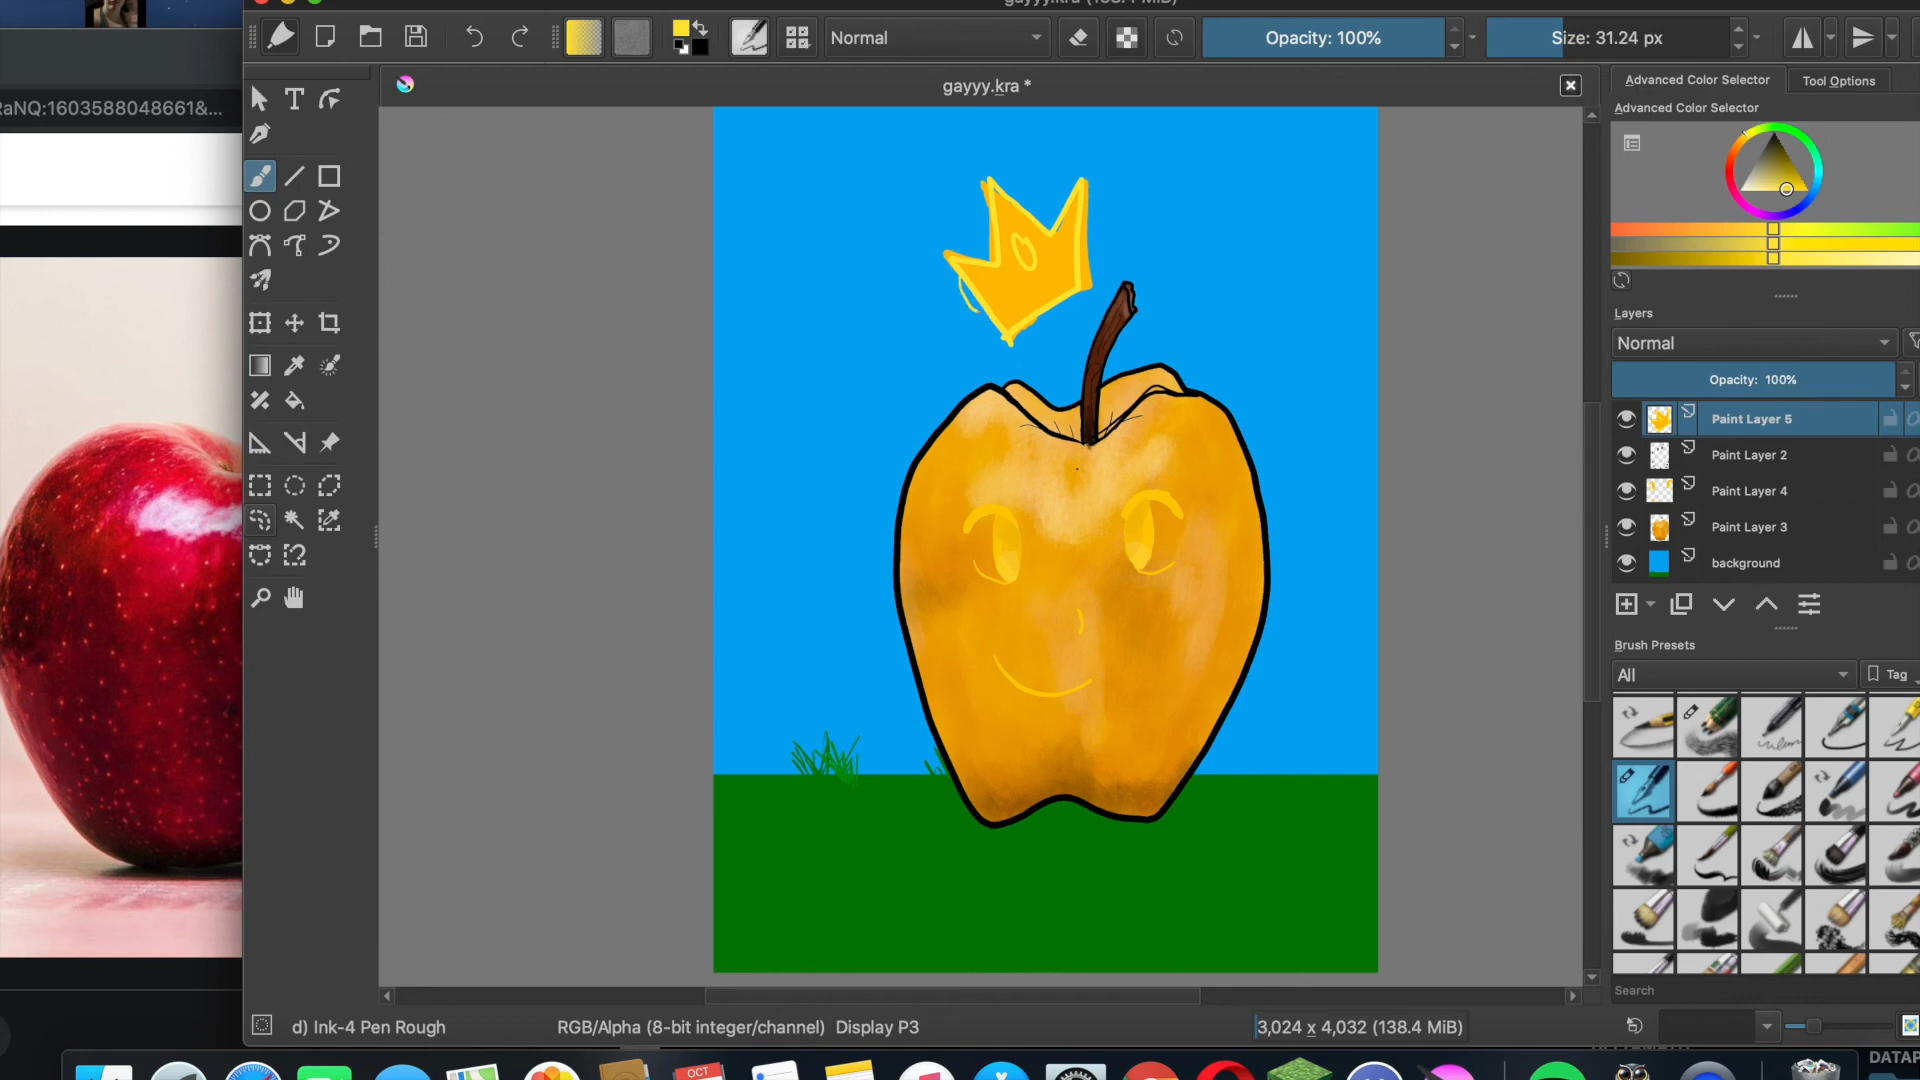 Normal
Opacity: 100%
Size: 31.24 px
RaNQ:1603588048661&...
gayyy.kra *
Advanced Color Selector
Tool Options
Advanced Color Selector
Layers
Normal
Opacity: 100%
Paint Layer 5
Paint Layer 2
Paint Layer 4
Paint Layer 3
background
Brush Presets
All
Tag
Search
d) Ink-4 Pen Rough
RGB/Alpha (8-bit integer/channel) Display P3
3,024 x 4,032 (138.4 MiB)
OCT
DATAP